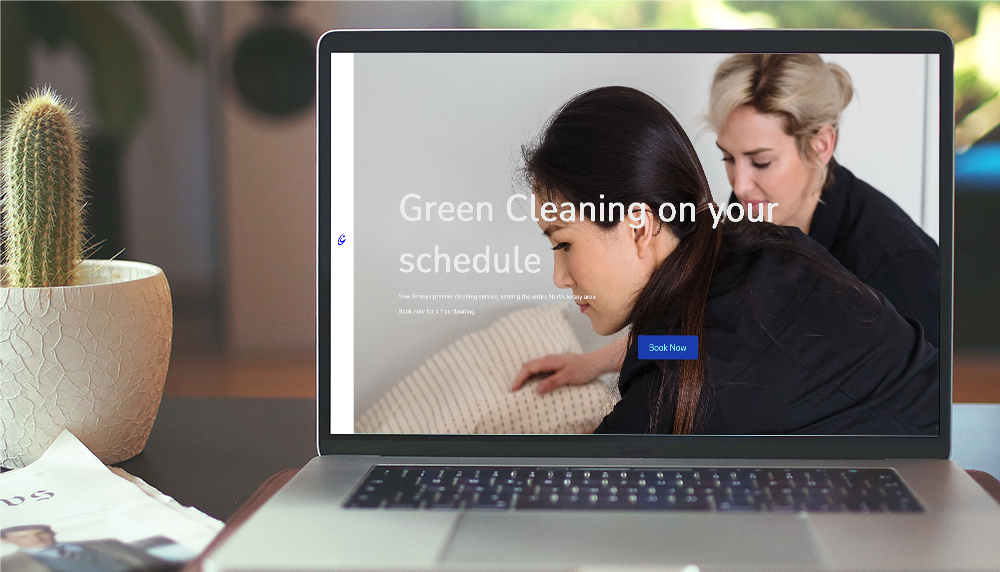 Green Cleaning on your
schedule
New Jerseys premier cleaning service, serving the entire North Jersey area
Book now for a free cleaning
Book Now